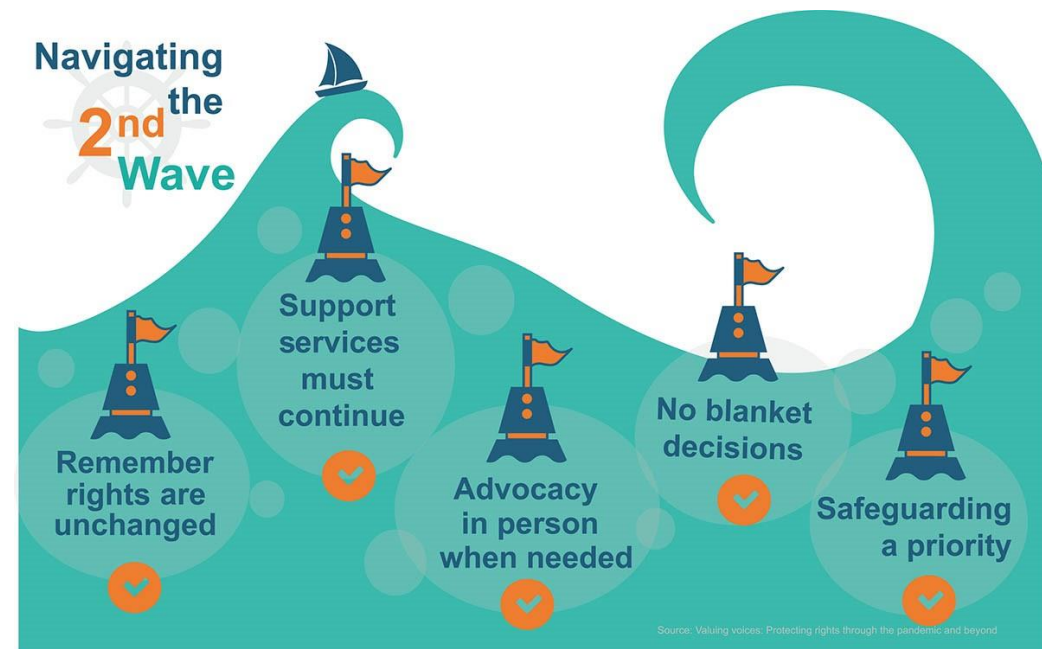 Navigating
the
2nd
Wave
Remember
rights are
unchanged
Support
services
must
continue
Advocacy
in person
when needed
No blanket
decisions
Safeguarding
a priority
Source: Valuing voices: Protecting rights through the pandemic and beyond